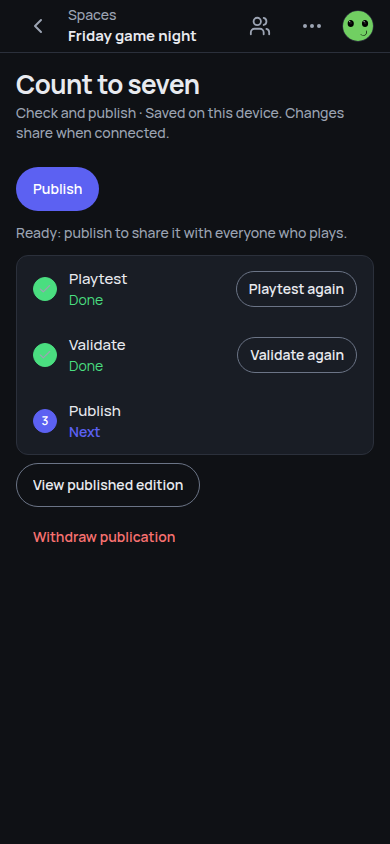 Spaces
Friday game night
Count to seven
Check and publish · Saved on this device. Changes
share when connected.
Publish
Ready: publish to share it with everyone who plays.
Playtest
Done
Playtest again
Validate
Done
Validate again
3
Publish
Next
View published edition
Withdraw publication